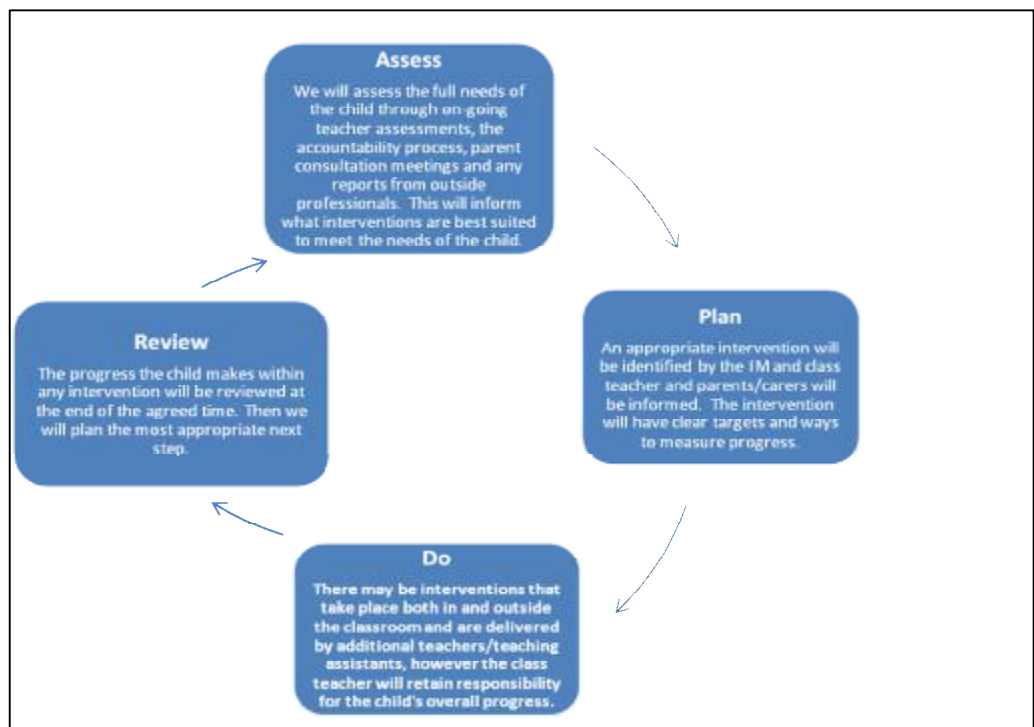 Assess
We will assess the full needs of
the child through on-going
teacher assessments, the
accountability process, parent
consultation meetings and any
reports from outside
professionals. This will inform
what interventions are best suited
to meet the needs of the child.
Plan
An appropriate intervention will
be identified by the IM and class
teacher and parents/carers will
be informed. The intervention
will have clear targets and ways
to measure progress.
Do
There may be interventions that
take place both in and outside
the classroom and are delivered
by additional teachers/teaching
assistants, however the class
teacher will retain responsibility
for the child's overall progress.
Review
The progress the child makes within
any intervention will be reviewed at
the end of the agreed time. Then we
will plan the most appropriate next
step.